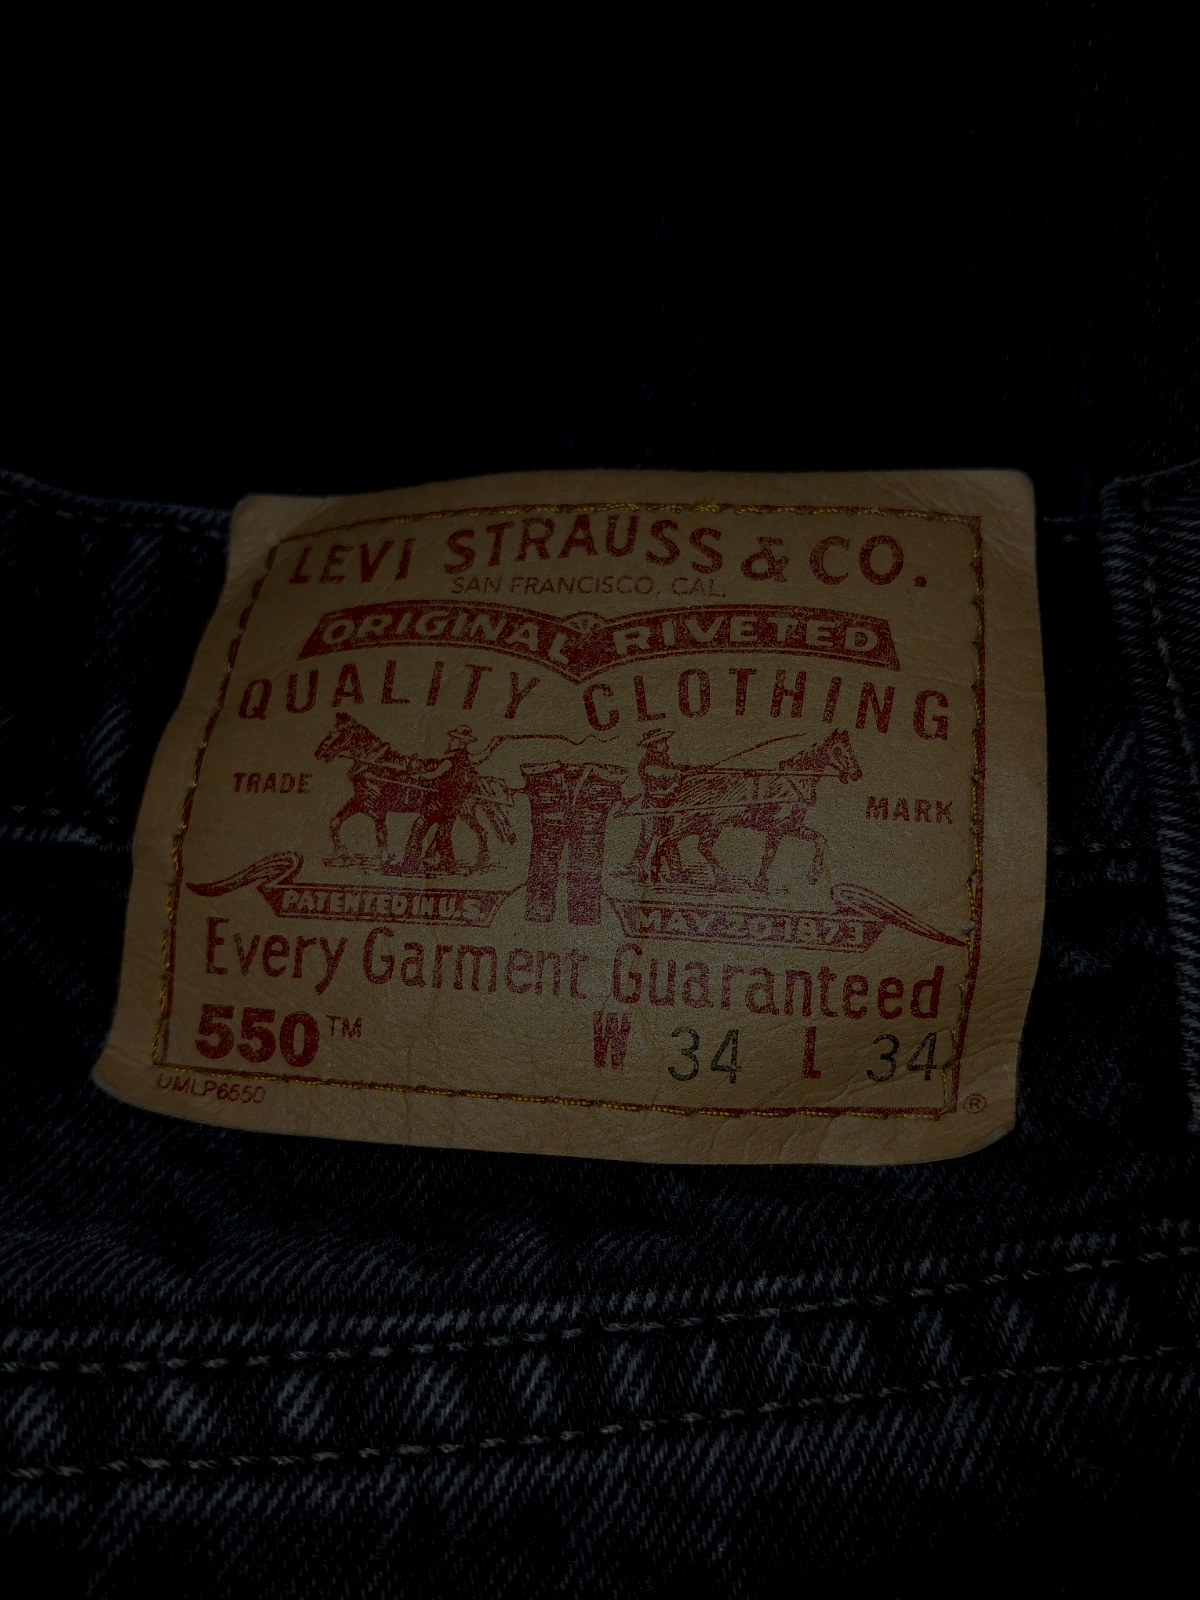 LEVI STRAUSS & CO.
SAN FRANCISCO, CAL.
ORIGINAL RIVETED
QUALITY CLOTHING
TRADE MARK
PATENTED IN U.S. MAY 20 1873
Every Garment Guaranteed
550™ W 34 L 34
UMLP6550 ®